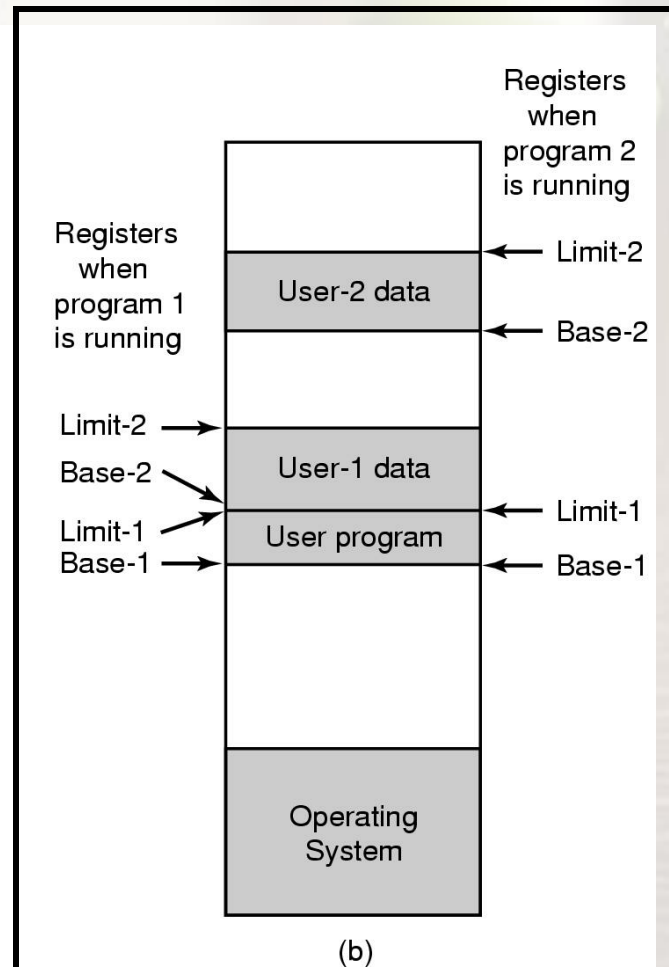 Registers
when
program 2
is running
Registers
when
program 1
is running
Limit-2
User-2 data
Base-2
Limit-2
Base-2
Limit-1
Base-1
User-1 data
User program
Limit-1
Base-1
Operating
System
(b)